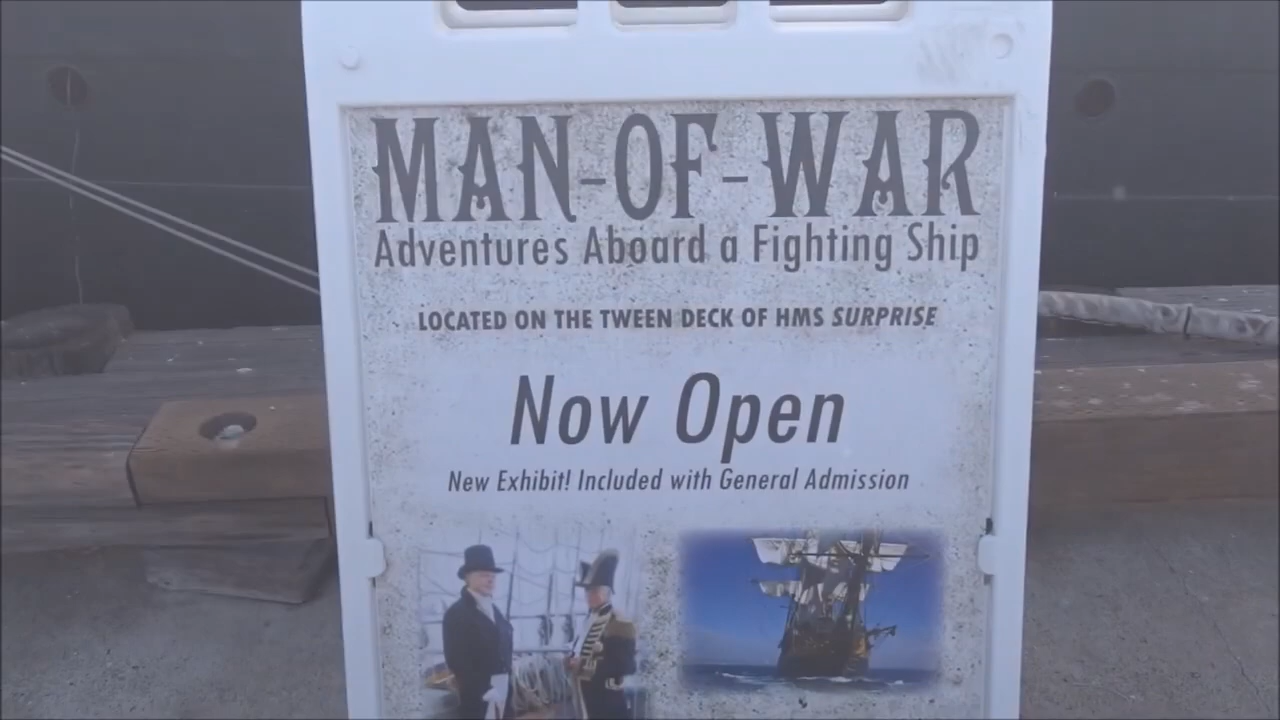 MAN-OF-WAR
Adventures Aboard a Fighting Ship
LOCATED ON THE TWEEN DECK OF HMS SURPRISE
Now Open
New Exhibit! Included with General Admission